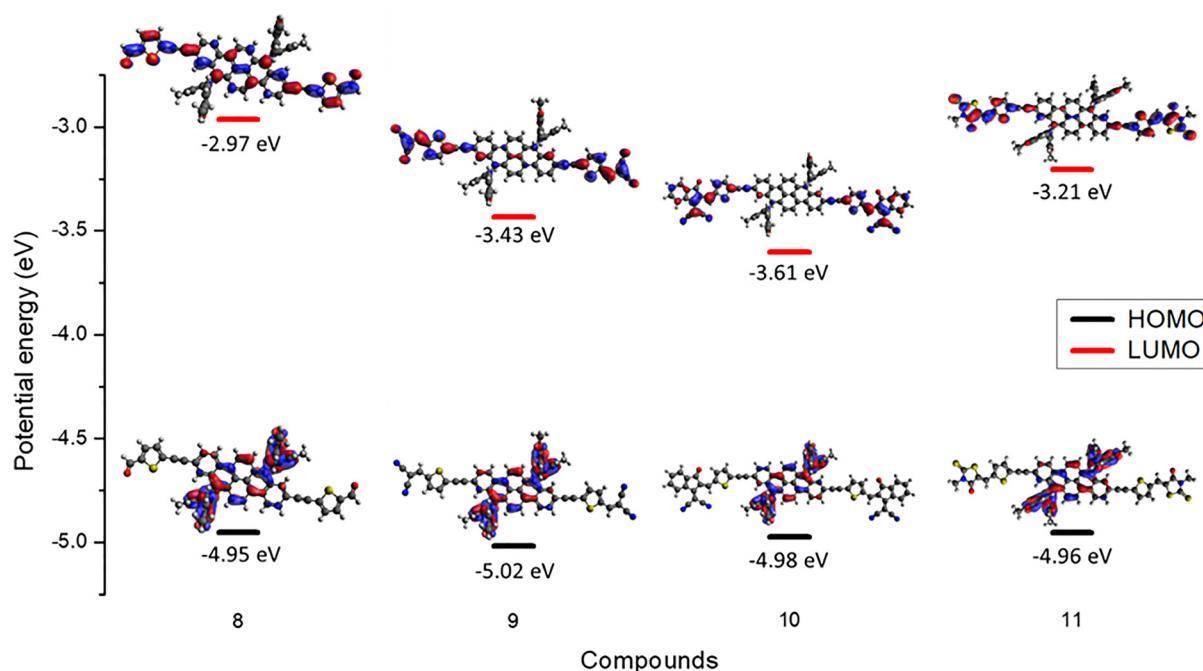 Potential energy (eV)
-3.0
-3.5
-4.0
-4.5
-5.0
-2.97 eV
-3.43 eV
-3.61 eV
-3.21 eV
HOMO
LUMO
-4.95 eV
-5.02 eV
-4.98 eV
-4.96 eV
8
9
10
11
Compounds